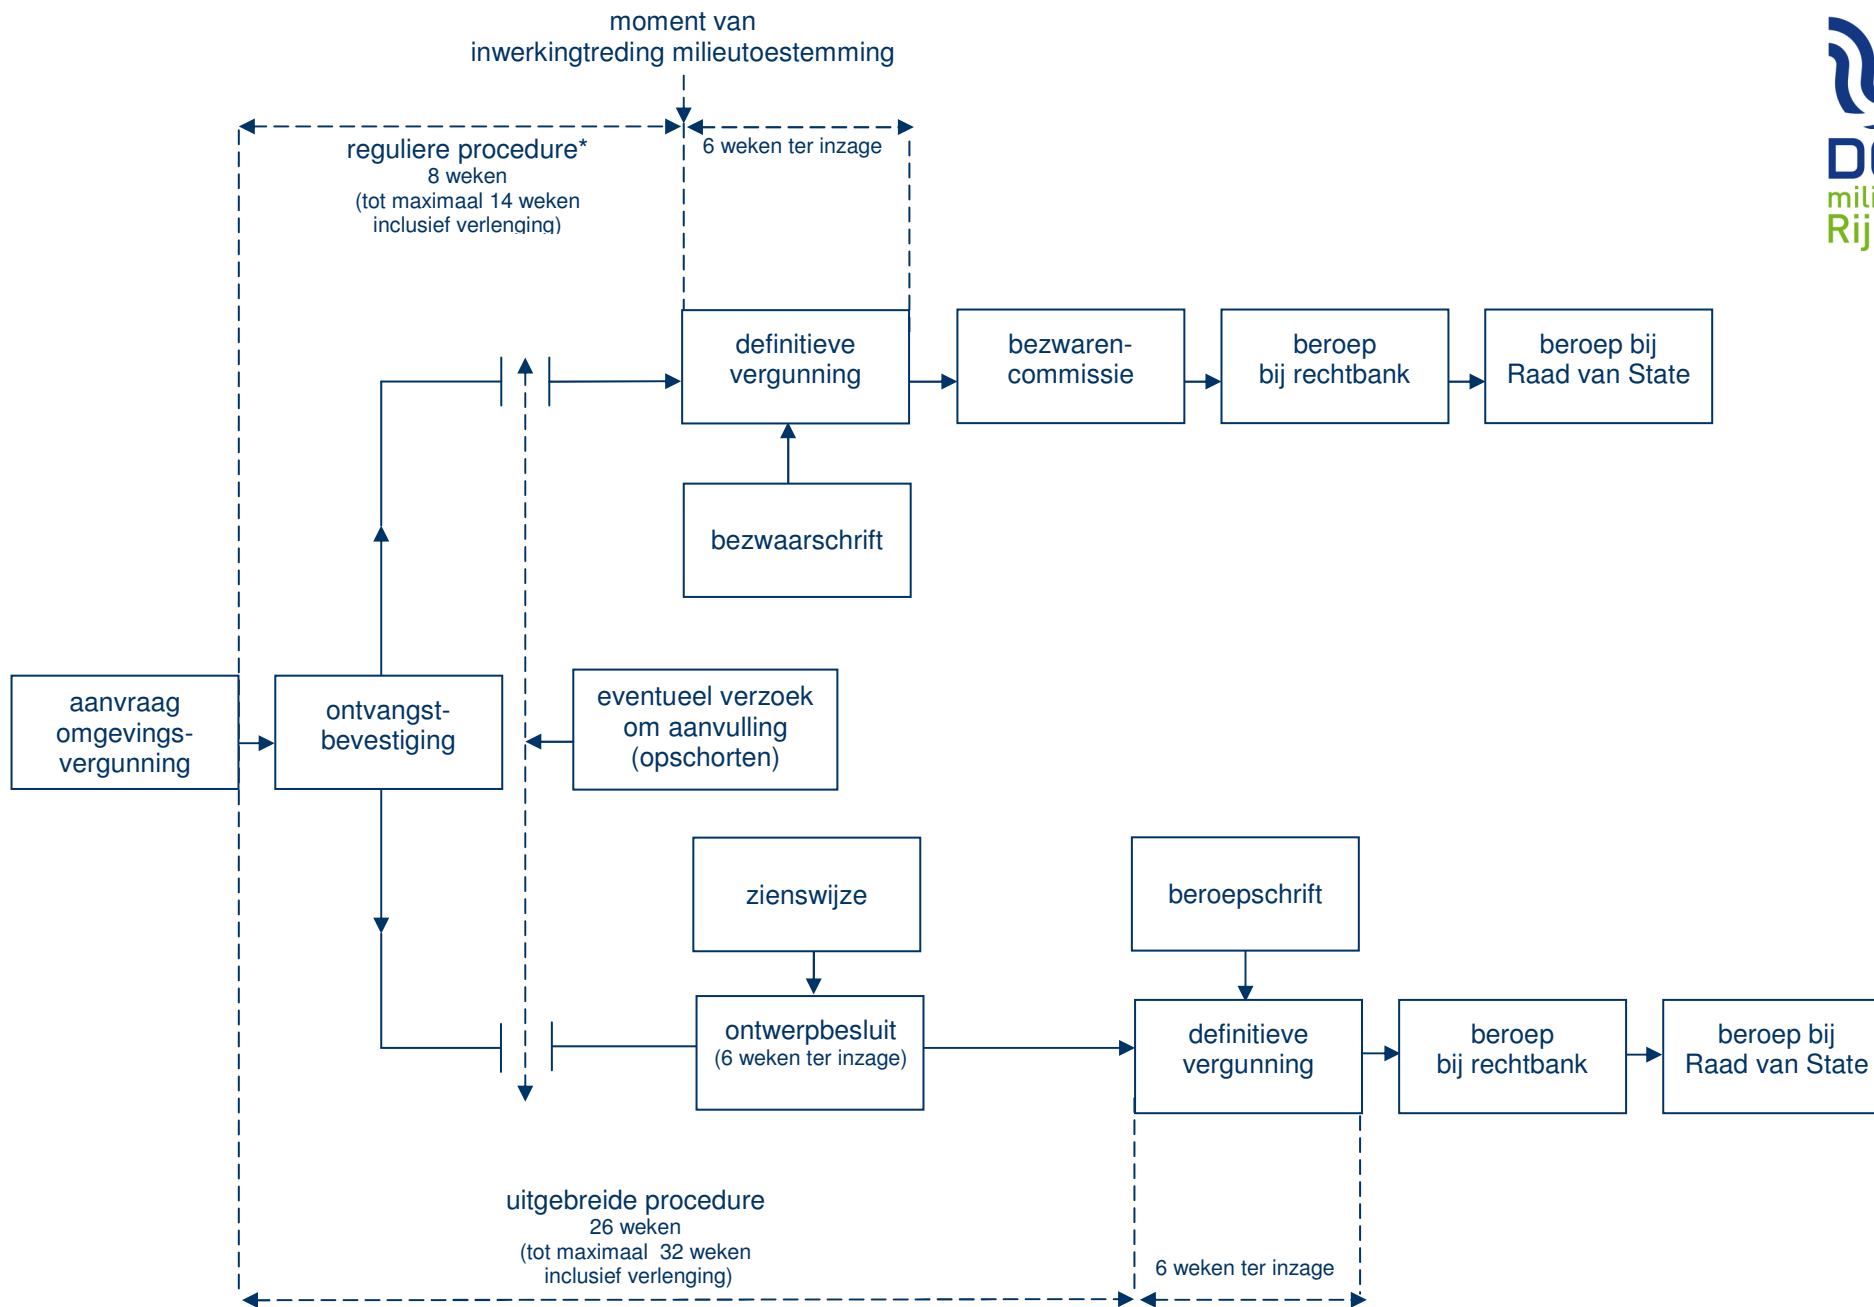 moment van
inwerkingtreding milieutoestemming
reguliere procedure*
8 weken
(tot maximaal 14 weken
inclusief verlenging)
6 weken ter inzage
definitieve
vergunning
bezwaren-
commissie
beroep
bij rechtbank
beroep bij
Raad van State
bezwaarschrift
aanvraag
omgevings-
vergunning
ontvangst-
bevestiging
eventueel verzoek
om aanvulling
(opschorten)
zienswijze
beroepschrift
ontwerpbesluit
(6 weken ter inzage)
definitieve
vergunning
beroep
bij rechtbank
beroep bij
Raad van State
uitgebreide procedure
26 weken
(tot maximaal 32 weken
inclusief verlenging)
6 weken ter inzage